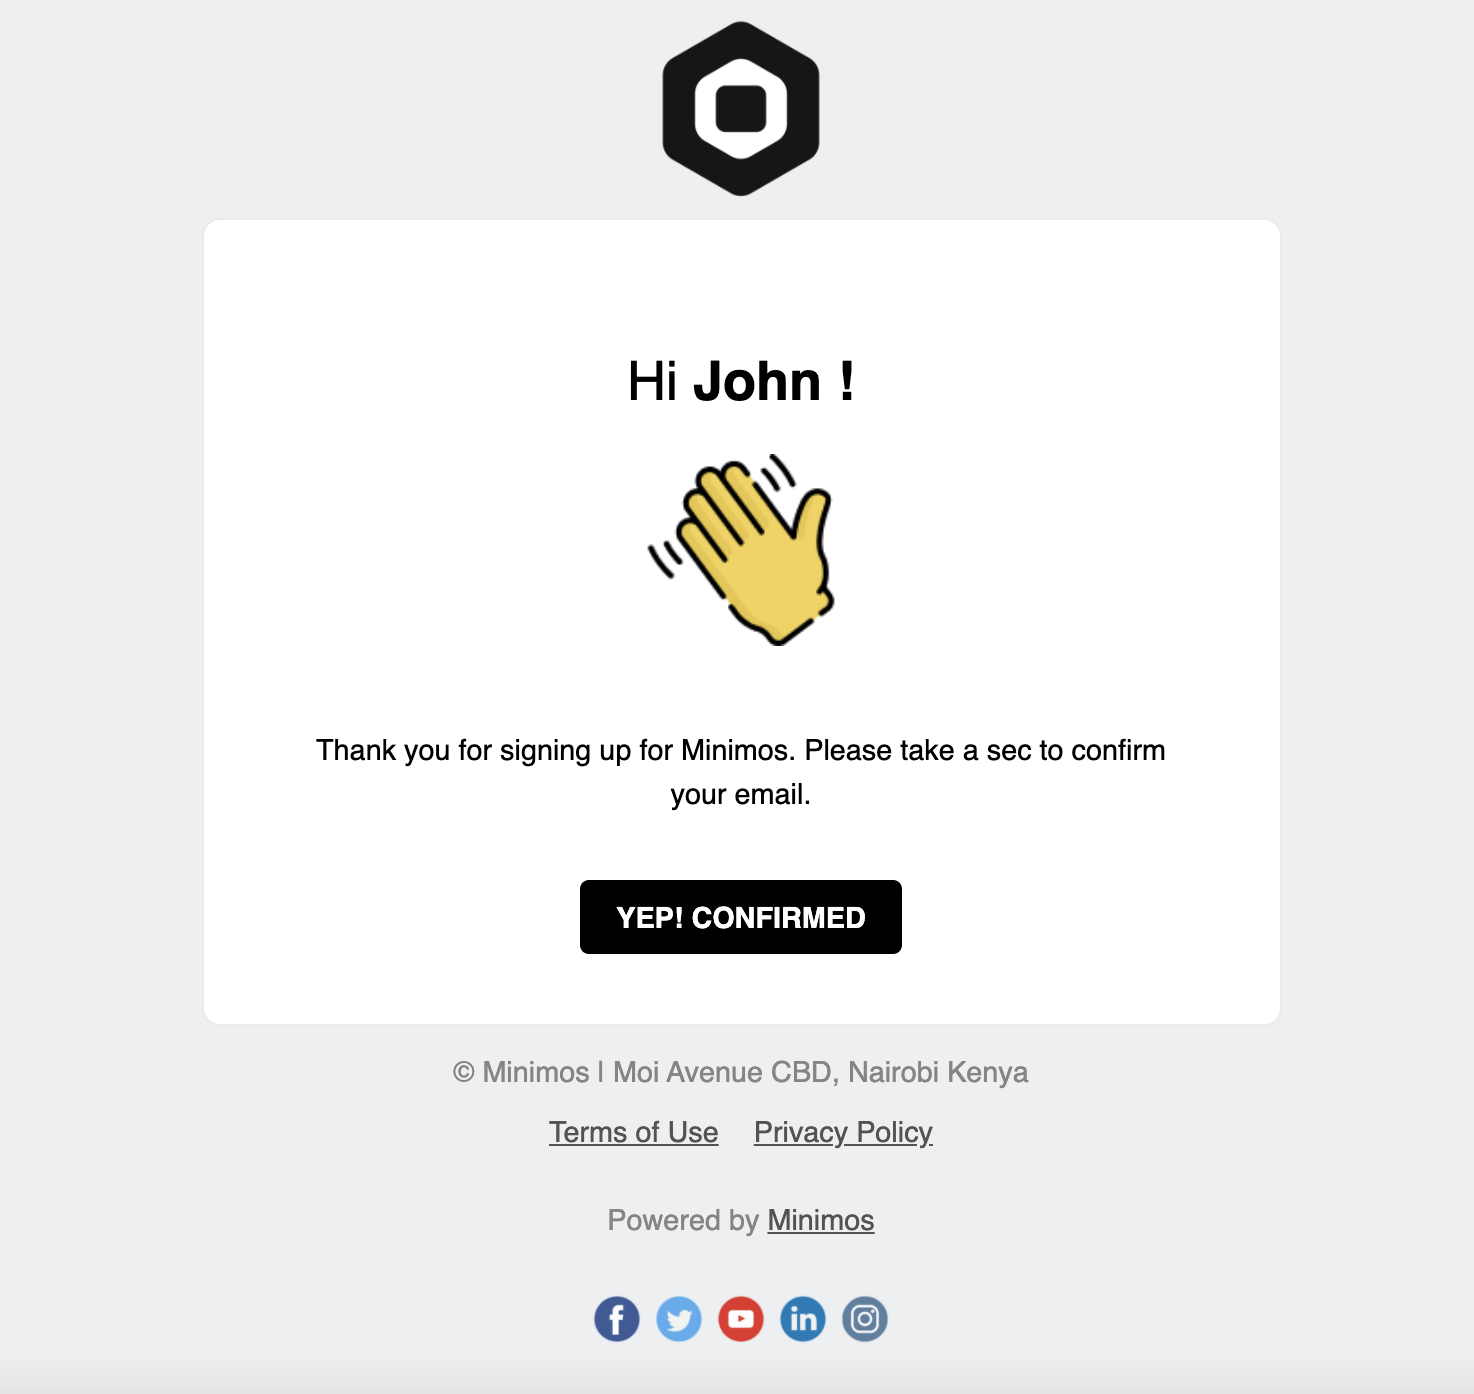 Hi John !
Thank you for signing up for Minimos. Please take a sec to confirm
your email.
YEP! CONFIRMED
© Minimos | Moi Avenue CBD, Nairobi Kenya
Terms of Use Privacy Policy
Powered by Minimos